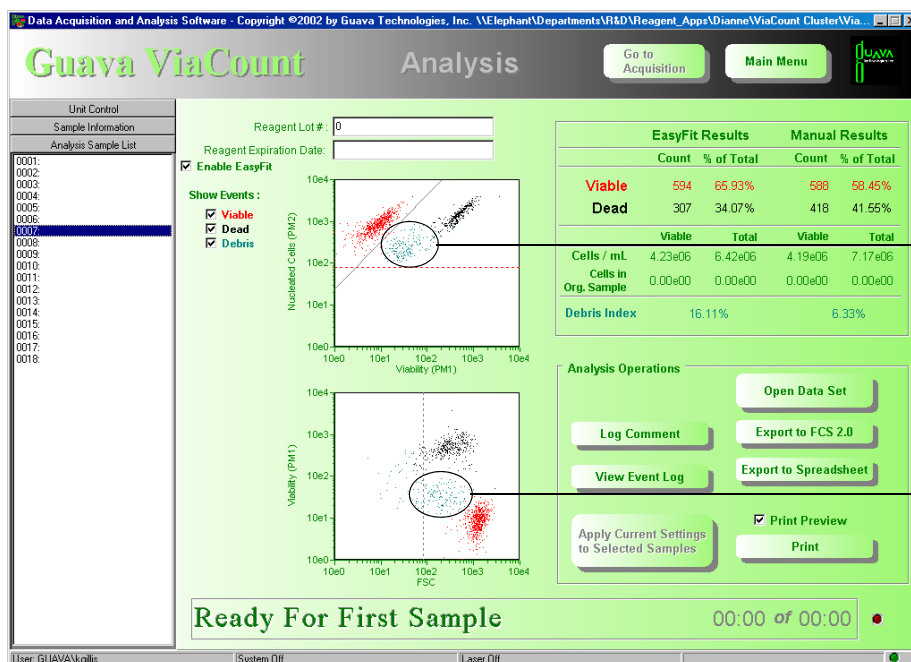 Data Acquisition and Analysis Software - Copyright ©2002 by Guava Technologies, Inc. \\Elephant\Departments\R&D\Reagent_Apps\Dianne\ViaCount Cluster\Via...
Guava ViaCount
Analysis
Go to Acquisition
Main Menu
guava
Unit Control
Sample Information
Analysis Sample List
0001:
0002:
0003:
0004:
0005:
0006:
0007:
0008:
0009:
0010:
0011:
0012:
0013:
0014:
0015:
0016:
0017:
0018:
Reagent Lot #: 0
Reagent Expiration Date:
Enable EasyFit
Show Events :
Viable
Dead
Debris
10e4
10e3
10e2
10e1
10e0
Nucleated Cells (PM2)
10e0 10e1 10e2 10e3 10e4
Viability (PM1)
10e4
10e3
10e2
10e1
10e0
Viability (PM1)
10e0 10e1 10e2 10e3 10e4
FSC
EasyFit Results Manual Results
Count % of Total Count % of Total
Viable 594 65.93% 588 58.45%
Dead 307 34.07% 418 41.55%
Viable Total Viable Total
Cells / mL 4.23e06 6.42e06 4.19e06 7.17e06
Cells in
Org. Sample 0.00e00 0.00e00 0.00e00 0.00e00
Debris Index 16.11% 6.33%
Analysis Operations
Open Data Set
Log Comment
Export to FCS 2.0
View Event Log
Export to Spreadsheet
Apply Current Settings
to Selected Samples
Print Preview
Print
Ready For First Sample
00:00 of 00:00
User: GUAVA\kgillis
System Off
Laser Off